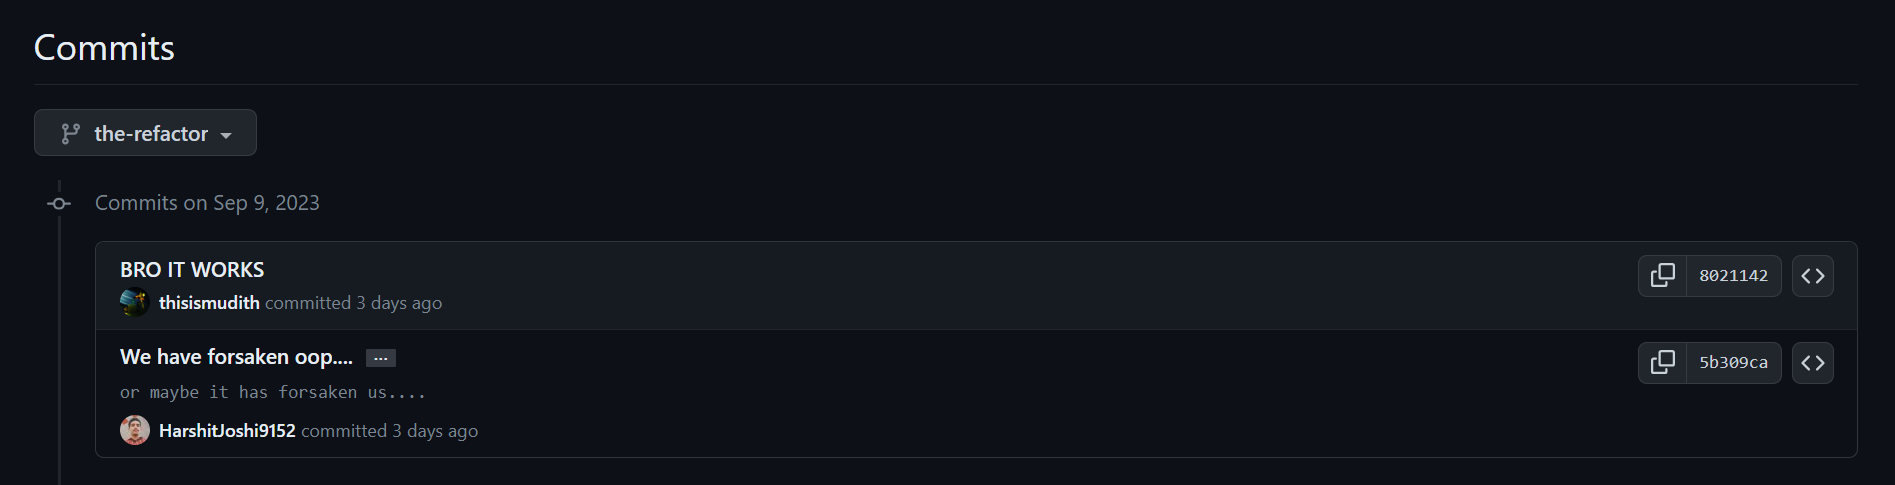 Commits
the-refactor
Commits on Sep 9, 2023
BRO IT WORKS
8021142
thisismudith committed 3 days ago
We have forsaken oop.... ...
5b309ca
or maybe it has forsaken us....
HarshitJoshi9152 committed 3 days ago